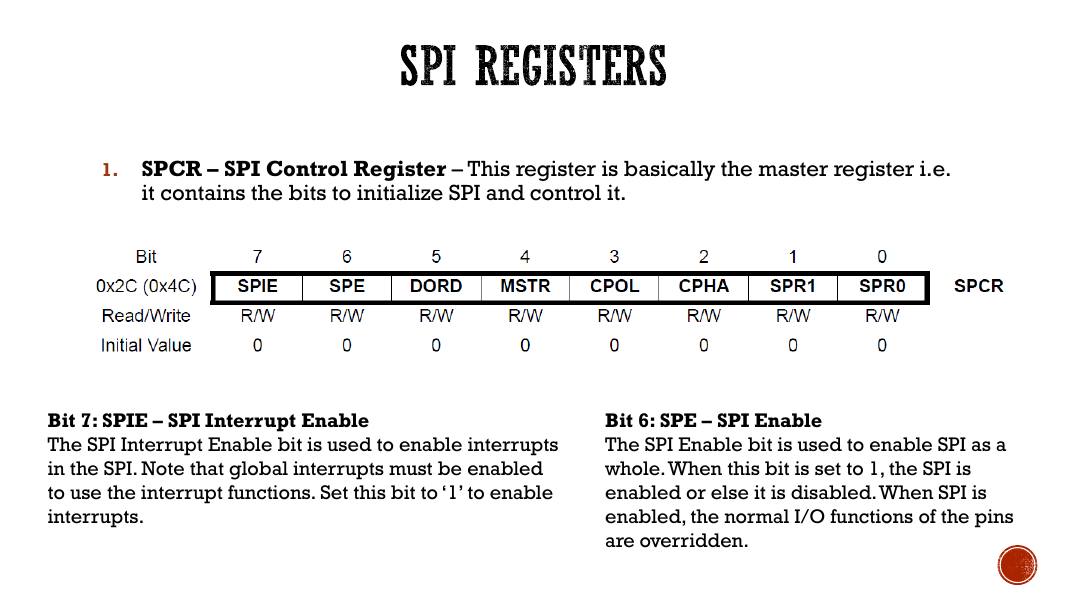 SPI REGISTERS
1. SPCR – SPI Control Register – This register is basically the master register i.e.
it contains the bits to initialize SPI and control it.
Bit 7 6 5 4 3 2 1 0
0x2C (0x4C) SPIE SPE DORD MSTR CPOL CPHA SPR1 SPR0 SPCR
Read/Write R/W R/W R/W R/W R/W R/W R/W R/W
Initial Value 0 0 0 0 0 0 0 0
Bit 7: SPIE – SPI Interrupt Enable
The SPI Interrupt Enable bit is used to enable interrupts
in the SPI. Note that global interrupts must be enabled
to use the interrupt functions. Set this bit to ‘1’ to enable
interrupts.
Bit 6: SPE – SPI Enable
The SPI Enable bit is used to enable SPI as a
whole. When this bit is set to 1, the SPI is
enabled or else it is disabled. When SPI is
enabled, the normal I/O functions of the pins
are overridden.